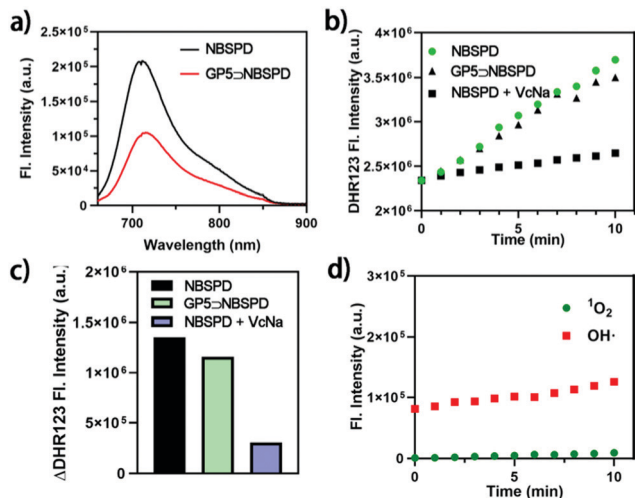 a)
Fl. Intensity (a.u.)
2.5×10⁵
2×10⁵
1.5×10⁵
1×10⁵
5×10⁴
0
700 800 900
Wavelength (nm)
NBSPD
GP5⊃NBSPD
b)
DHR123 Fl. Intensity (a.u.)
4×10⁶
3.5×10⁶
3×10⁶
2.5×10⁶
2×10⁶
0 5 10
Time (min)
NBSPD
GP5⊃NBSPD
NBSPD + VcNa
c)
ΔDHR123 Fl. Intensity (a.u.)
2×10⁶
1.5×10⁶
1×10⁶
5×10⁵
0
NBSPD
GP5⊃NBSPD
NBSPD + VcNa
d)
Fl. Intensity (a.u.)
3×10⁵
2×10⁵
1×10⁵
0
0 5 10
Time (min)
¹O₂
OH·